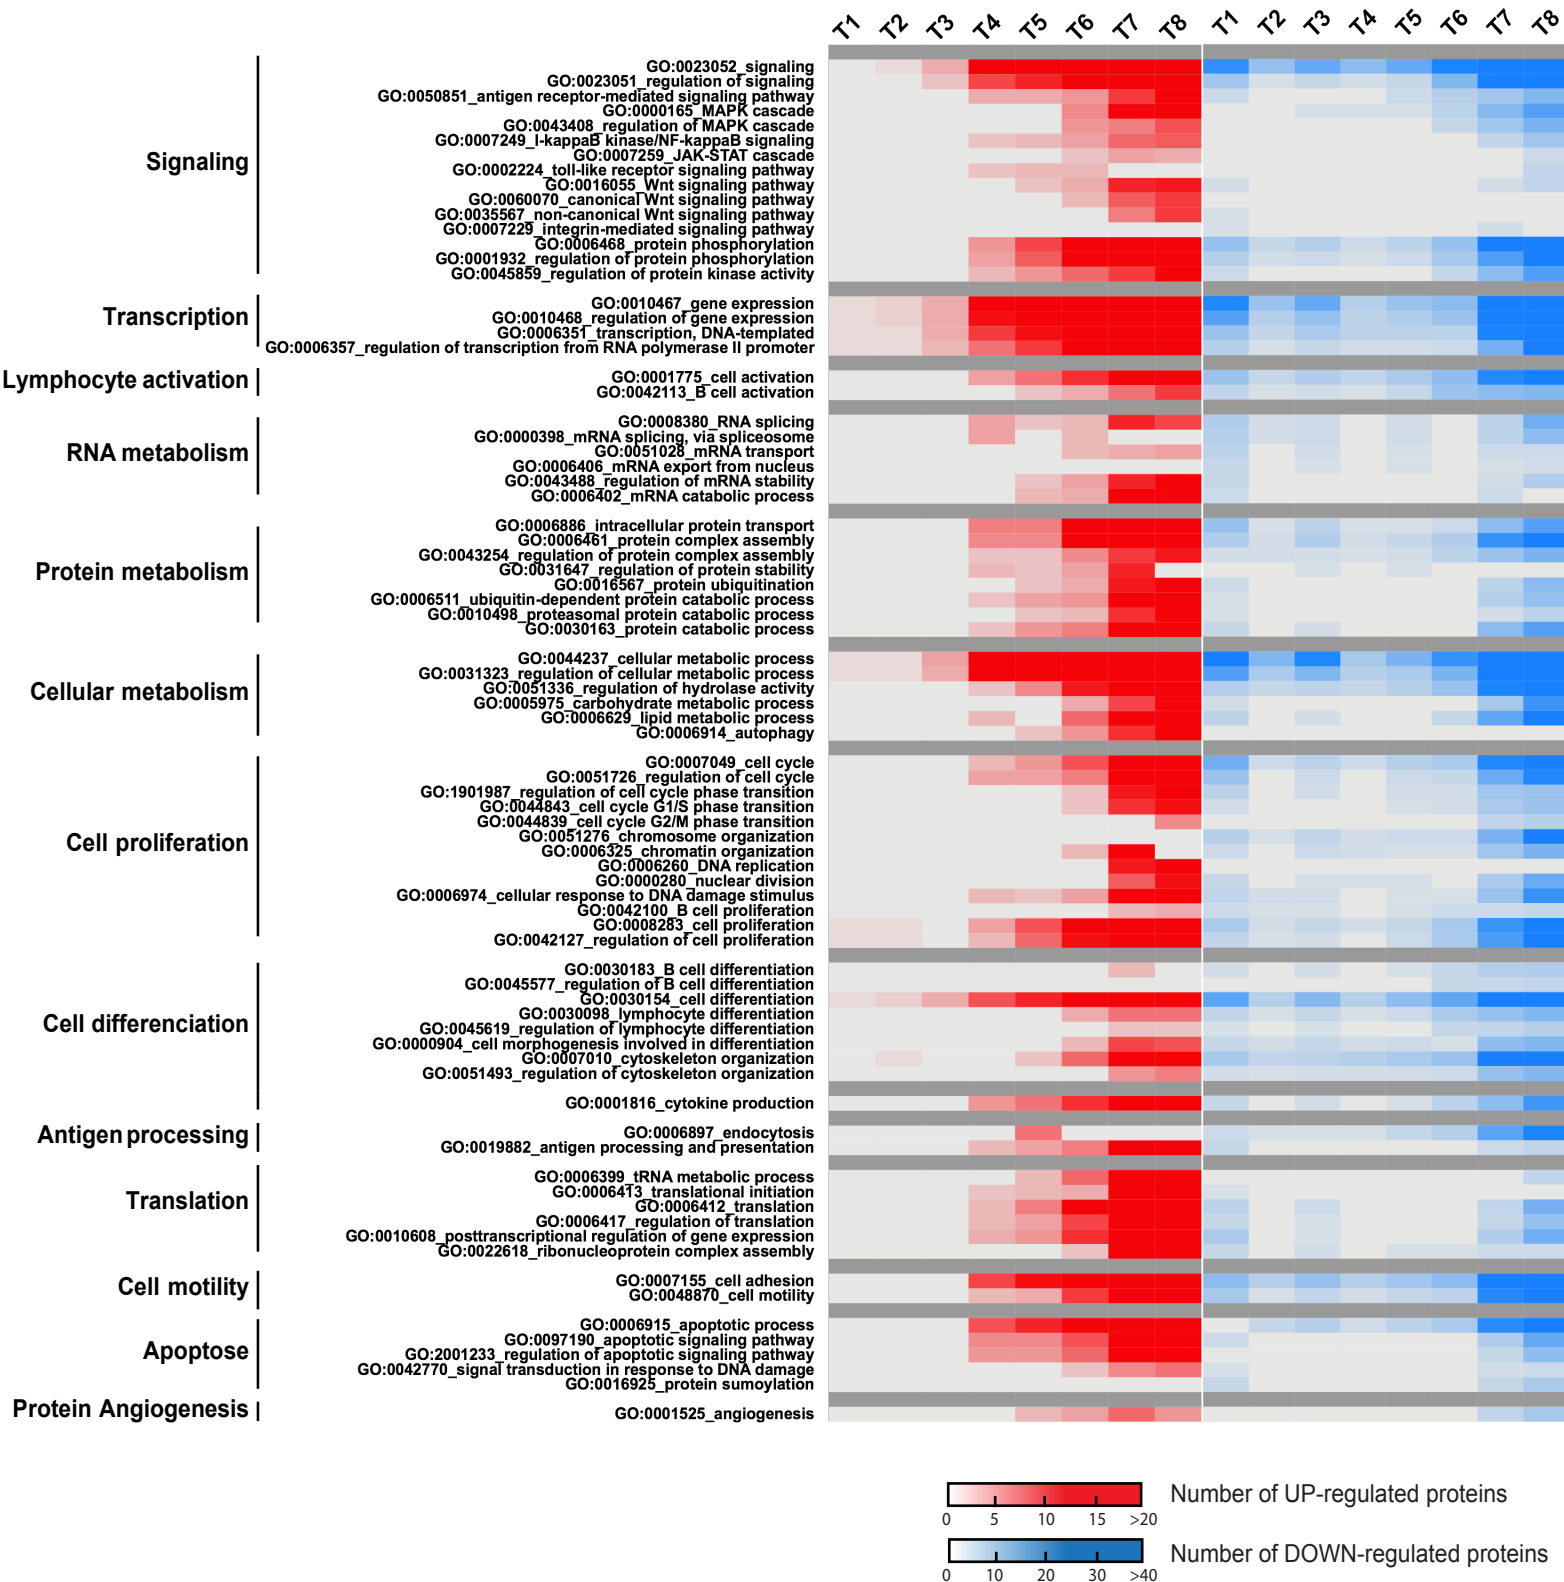 T1 T2 T3 T4 T5 T6 T7 T8 T1 T2 T3 T4 T5 T6 T7 T8
Signaling
GO:0023052_signaling
GO:0023051_regulation of signaling
GO:0050851_antigen receptor-mediated signaling pathway
GO:0000165_MAPK cascade
GO:0043408_regulation of MAPK cascade
GO:0007249_I-kappaB kinase/NF-kappaB signaling
GO:0007259_JAK-STAT cascade
GO:0002224_toll-like receptor signaling pathway
GO:0016055_Wnt signaling pathway
GO:0060070_canonical Wnt signaling pathway
GO:0035567_non-canonical Wnt signaling pathway
GO:0007229_integrin-mediated signaling pathway
GO:0006468_protein phosphorylation
GO:0001932_regulation of protein phosphorylation
GO:0045859_regulation of protein kinase activity
Transcription
GO:0010467_gene expression
GO:0010468_regulation of gene expression
GO:0006351_transcription, DNA-templated
GO:0006357_regulation of transcription from RNA polymerase II promoter
Lymphocyte activation
GO:0001775_cell activation
GO:0042113_B cell activation
RNA metabolism
GO:0008380_RNA splicing
GO:0000398_mRNA splicing, via spliceosome
GO:0051028_mRNA transport
GO:0006406_mRNA export from nucleus
GO:0043488_regulation of mRNA stability
GO:0006402_mRNA catabolic process
Protein metabolism
GO:0006886_intracellular protein transport
GO:0006461_protein complex assembly
GO:0043254_regulation of protein complex assembly
GO:0031647_regulation of protein stability
GO:0016567_protein ubiquitination
GO:0006511_ubiquitin-dependent protein catabolic process
GO:0010498_proteasomal protein catabolic process
GO:0030163_protein catabolic process
Cellular metabolism
GO:0044237_cellular metabolic process
GO:0031323_regulation of cellular metabolic process
GO:0051336_regulation of hydrolase activity
GO:0005975_carbohydrate metabolic process
GO:0006629_lipid metabolic process
GO:0006914_autophagy
Cell proliferation
GO:0007049_cell cycle
GO:0051726_regulation of cell cycle
GO:1901987_regulation of cell cycle phase transition
GO:0044843_cell cycle G1/S phase transition
GO:0044839_cell cycle G2/M phase transition
GO:0051276_chromosome organization
GO:0006325_chromatin organization
GO:0006260_DNA replication
GO:0000280_nuclear division
GO:0006974_cellular response to DNA damage stimulus
GO:0042100_B cell proliferation
GO:0008283_cell proliferation
GO:0042127_regulation of cell proliferation
Cell differenciation
GO:0030183_B cell differentiation
GO:0045577_regulation of B cell differentiation
GO:0030154_cell differentiation
GO:0030098_lymphocyte differentiation
GO:0045619_regulation of lymphocyte differentiation
GO:0000904_cell morphogenesis involved in differentiation
GO:0007010_cytoskeleton organization
GO:0051493_regulation of cytoskeleton organization
GO:0001816_cytokine production
Antigen processing
GO:0006897_endocytosis
GO:0019882_antigen processing and presentation
Translation
GO:0006399_tRNA metabolic process
GO:0006413_translational initiation
GO:0006412_translation
GO:0006417_regulation of translation
GO:0010608_posttranscriptional regulation of gene expression
GO:0022618_ribonucleoprotein complex assembly
Cell motility
GO:0007155_cell adhesion
GO:0048870_cell motility
Apoptose
GO:0006915_apoptotic process
GO:0097190_apoptotic signaling pathway
GO:2001233_regulation of apoptotic signaling pathway
GO:0042770_signal transduction in response to DNA damage
GO:0016925_protein sumoylation
Protein Angiogenesis
GO:0001525_angiogenesis
Number of UP-regulated proteins
0 5 10 15 >20
Number of DOWN-regulated proteins
0 10 20 30 >40